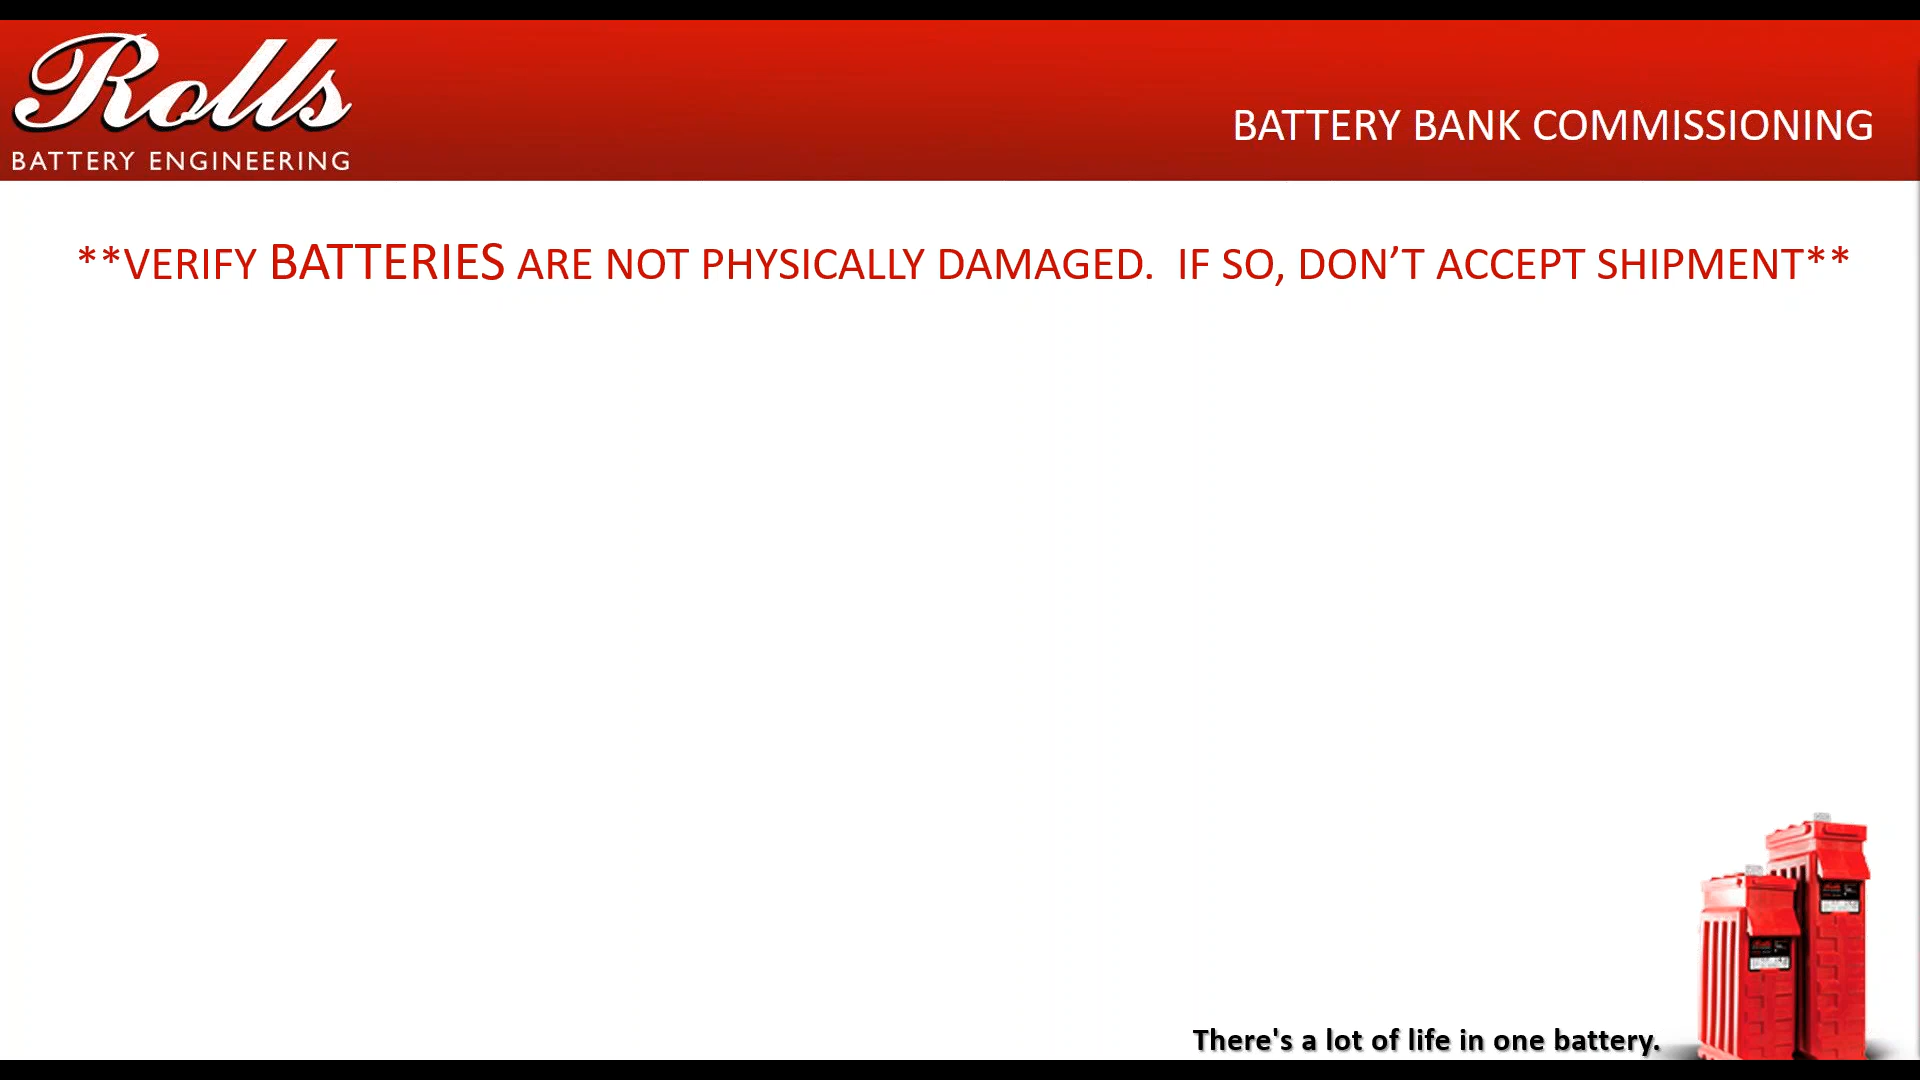 Rolls
BATTERY ENGINEERING
BATTERY BANK COMMISSIONING
**VERIFY BATTERIES ARE NOT PHYSICALLY DAMAGED.  IF SO, DON’T ACCEPT SHIPMENT**
There's a lot of life in one battery.